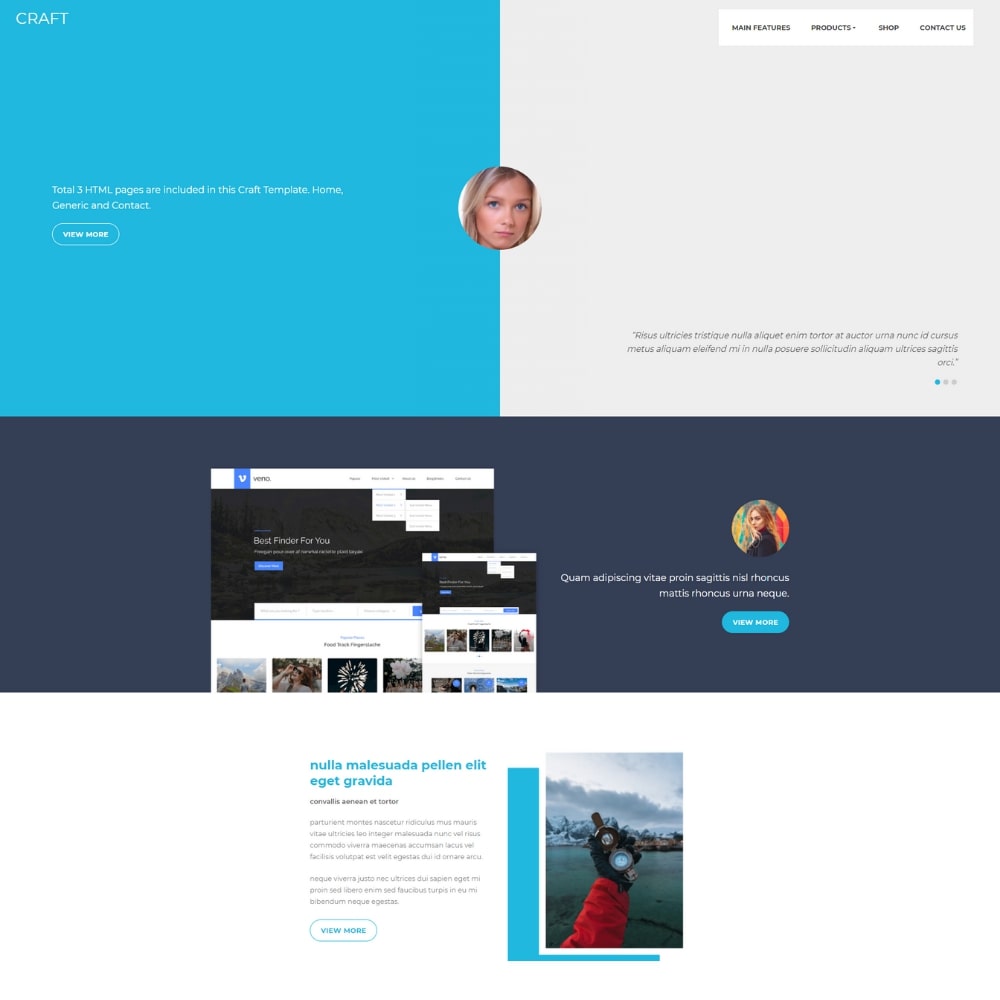 CRAFT
MAIN FEATURES PRODUCTS SHOP CONTACT US
Total 3 HTML pages are included in this Craft Template. Home,
Generic and Contact.
VIEW MORE
"Risus ultricies tristique nulla aliquet enim tortor at auctor urna nunc id cursus
metus aliquam eleifend mi in nulla posuere sollicitudin aliquam ultrices sagittis
orci."
veno.
Best Finder For You
Best Finder For You
Food Track Fingerstache
Quam adipiscing vitae proin sagittis nisl rhoncus
mattis rhoncus urna neque.
VIEW MORE
nulla malesuada pellen elit
eget gravida
convallis aenean et tortor
parturient montes nascetur ridiculus mus mauris
vitae ultricies leo integer malesuada nunc vel risus
commodo viverra maecenas accumsan lacus vel
facilisis volutpat est velit egestas dui id ornare arcu.
neque viverra justo nec ultrices dui sapien eget mi
proin sed libero enim sed faucibus turpis in eu mi
bibendum neque egestas.
VIEW MORE